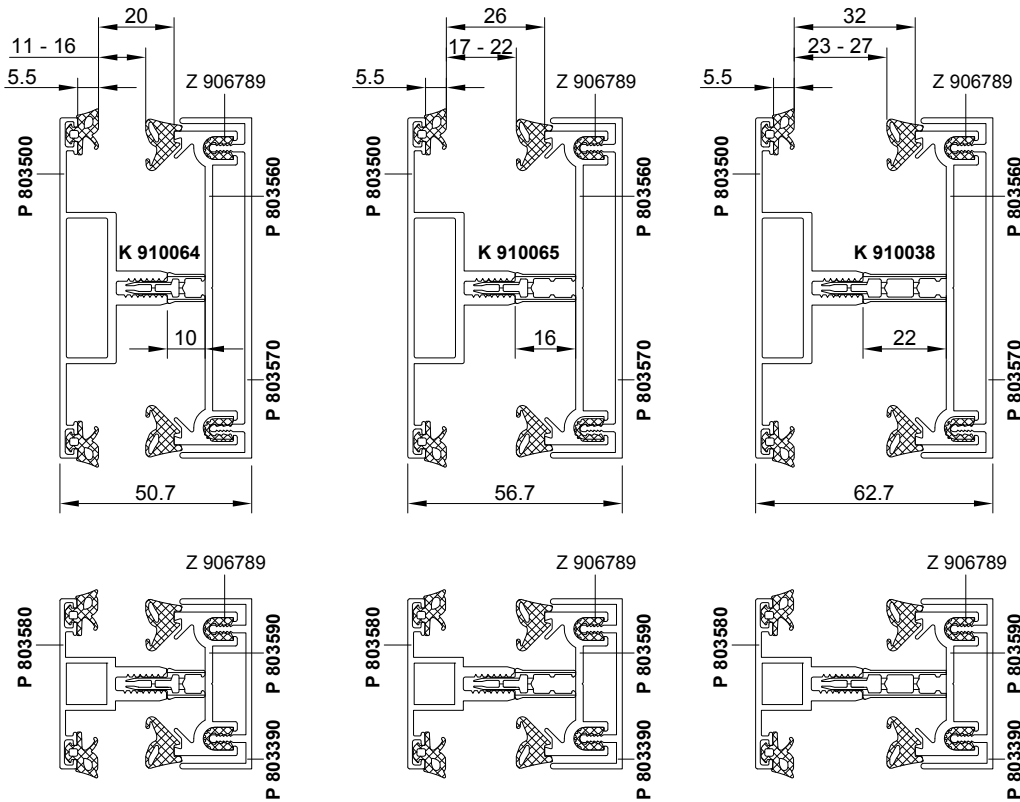 20
26
32
11 - 16
17 - 22
23 - 27
5.5
Z 906789
5.5
Z 906789
5.5
Z 906789
P 803500
P 803560
P 803500
P 803560
P 803500
P 803560
K 910064
K 910065
K 910038
10
16
22
P 803570
P 803570
P 803570
50.7
56.7
62.7
Z 906789
Z 906789
Z 906789
P 803580
P 803590
P 803580
P 803590
P 803580
P 803590
P 803390
P 803390
P 803390